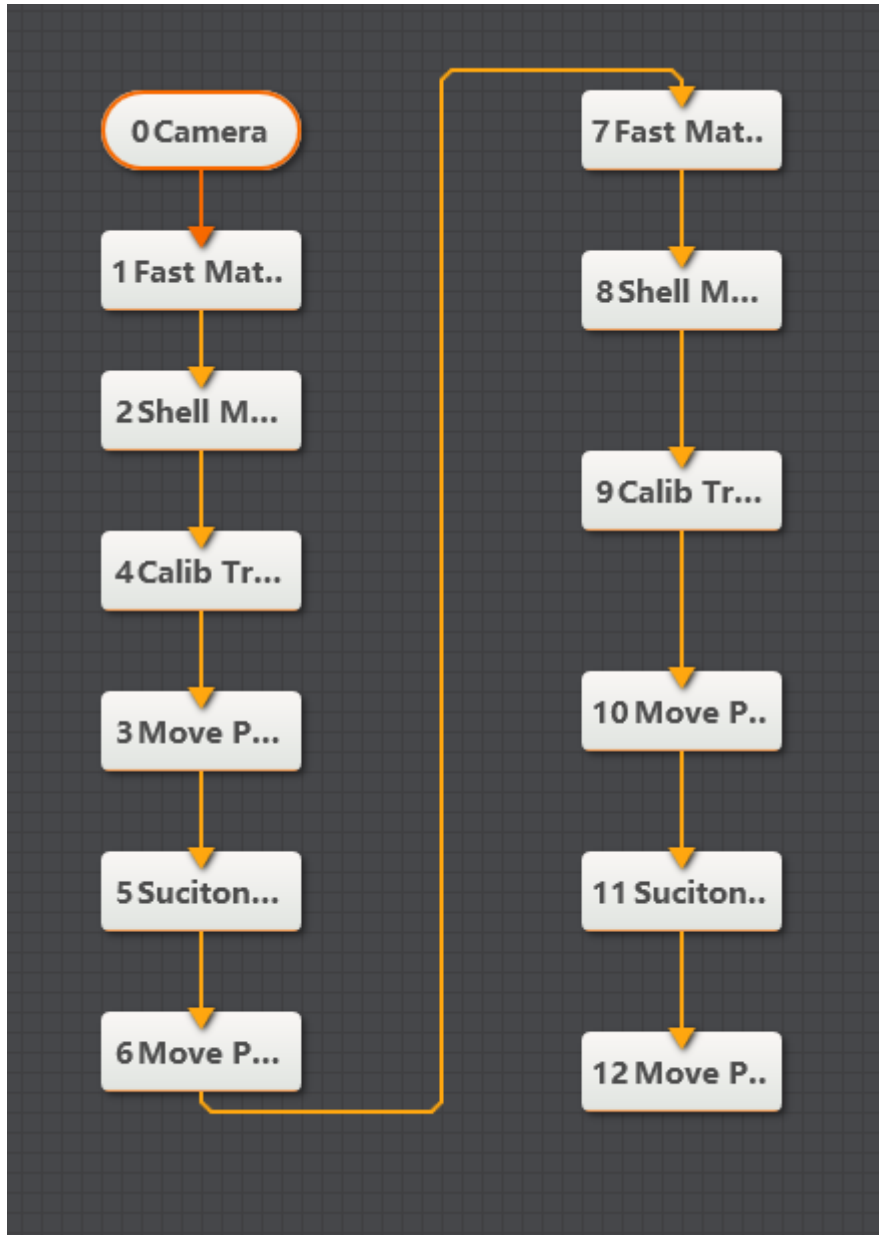 0 Camera
1 Fast Mat..
2 Shell M...
4 Calib Tr...
3 Move P...
5 Suciton...
6 Move P...
7 Fast Mat..
8 Shell M...
9 Calib Tr...
10 Move P..
11 Suciton..
12 Move P..